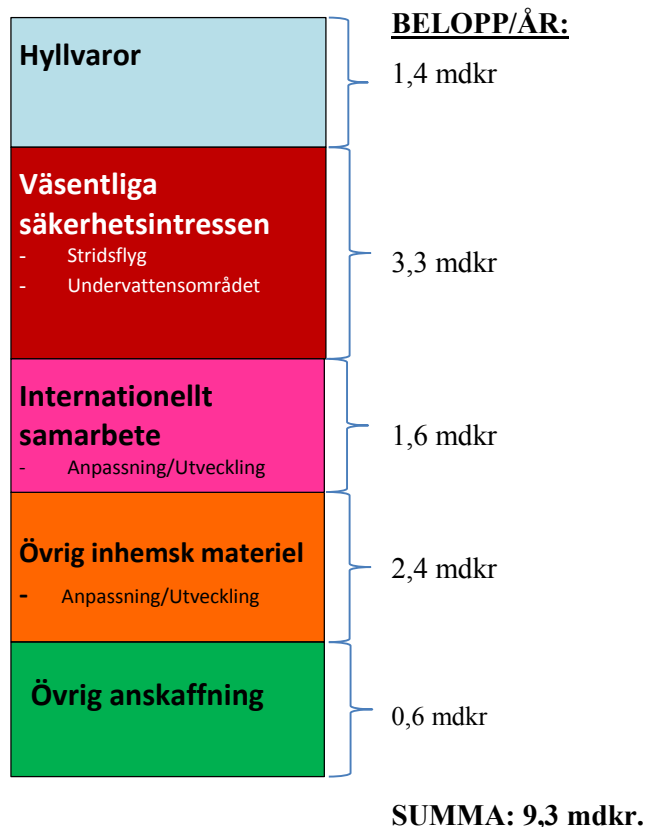 BELOPP/ÅR:
Hyllvaror
1,4 mdkr
Väsentliga
säkerhetsintressen
- Stridsflyg
- Undervattensområdet
3,3 mdkr
Internationellt
samarbete
- Anpassning/Utveckling
1,6 mdkr
Övrig inhemsk materiel
- Anpassning/Utveckling
2,4 mdkr
Övrig anskaffning
0,6 mdkr
SUMMA: 9,3 mdkr.